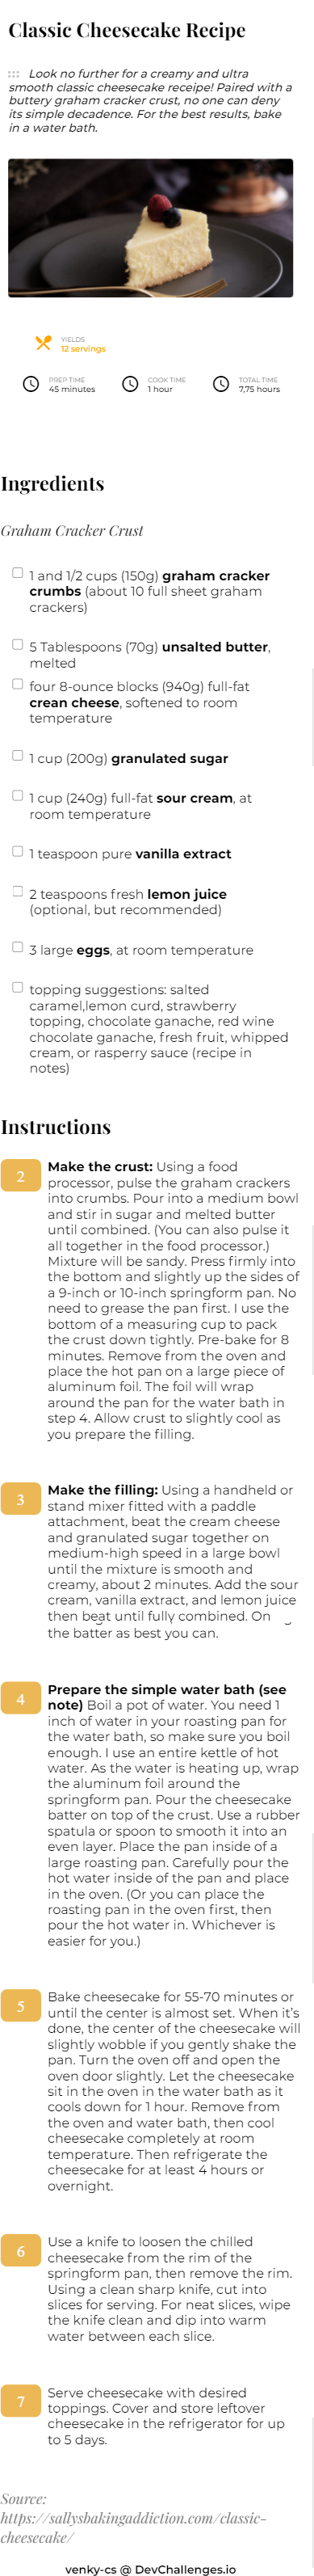 Classic Cheesecake Recipe
Look no further for a creamy and ultra
smooth classic cheesecake receipe! Paired with a
buttery graham cracker crust, no one can deny
its simple decadence. For the best results, bake
in a water bath.
YIELDS
12 servings
PREP TIME
45 minutes
COOK TIME
1 hour
TOTAL TIME
7,75 hours
Ingredients
Graham Cracker Crust
1 and 1/2 cups (150g) graham cracker
crumbs (about 10 full sheet graham
crackers)
5 Tablespoons (70g) unsalted butter,
melted
four 8-ounce blocks (940g) full-fat
crean cheese, softened to room
temperature
1 cup (200g) granulated sugar
1 cup (240g) full-fat sour cream, at
room temperature
1 teaspoon pure vanilla extract
2 teaspoons fresh lemon juice
(optional, but recommended)
3 large eggs, at room temperature
topping suggestions: salted
caramel,lemon curd, strawberry
topping, chocolate ganache, red wine
chocolate ganache, fresh fruit, whipped
cream, or rasperry sauce (recipe in
notes)
Instructions
2
Make the crust: Using a food
processor, pulse the graham crackers
into crumbs. Pour into a medium bowl
and stir in sugar and melted butter
until combined. (You can also pulse it
all together in the food processor.)
Mixture will be sandy. Press firmly into
the bottom and slightly up the sides of
a 9-inch or 10-inch springform pan. No
need to grease the pan first. I use the
bottom of a measuring cup to pack
the crust down tightly. Pre-bake for 8
minutes. Remove from the oven and
place the hot pan on a large piece of
aluminum foil. The foil will wrap
around the pan for the water bath in
step 4. Allow crust to slightly cool as
you prepare the filling.
3
Make the filling: Using a handheld or
stand mixer fitted with a paddle
attachment, beat the cream cheese
and granulated sugar together on
medium-high speed in a large bowl
until the mixture is smooth and
creamy, about 2 minutes. Add the sour
cream, vanilla extract, and lemon juice
then beat until fully combined. On
the batter as best you can.
4
Prepare the simple water bath (see
note) Boil a pot of water. You need 1
inch of water in your roasting pan for
the water bath, so make sure you boil
enough. I use an entire kettle of hot
water. As the water is heating up, wrap
the aluminum foil around the
springform pan. Pour the cheesecake
batter on top of the crust. Use a rubber
spatula or spoon to smooth it into an
even layer. Place the pan inside of a
large roasting pan. Carefully pour the
hot water inside of the pan and place
in the oven. (Or you can place the
roasting pan in the oven first, then
pour the hot water in. Whichever is
easier for you.)
5
Bake cheesecake for 55-70 minutes or
until the center is almost set. When it's
done, the center of the cheesecake will
slightly wobble if you gently shake the
pan. Turn the oven off and open the
oven door slightly. Let the cheesecake
sit in the oven in the water bath as it
cools down for 1 hour. Remove from
the oven and water bath, then cool
cheesecake completely at room
temperature. Then refrigerate the
cheesecake for at least 4 hours or
overnight.
6
Use a knife to loosen the chilled
cheesecake from the rim of the
springform pan, then remove the rim.
Using a clean sharp knife, cut into
slices for serving. For neat slices, wipe
the knife clean and dip into warm
water between each slice.
7
Serve cheesecake with desired
toppings. Cover and store leftover
cheesecake in the refrigerator for up
to 5 days.
Source:
https://sallysbakingaddiction.com/classic-
cheesecake/
venky-cs @ DevChallenges.io